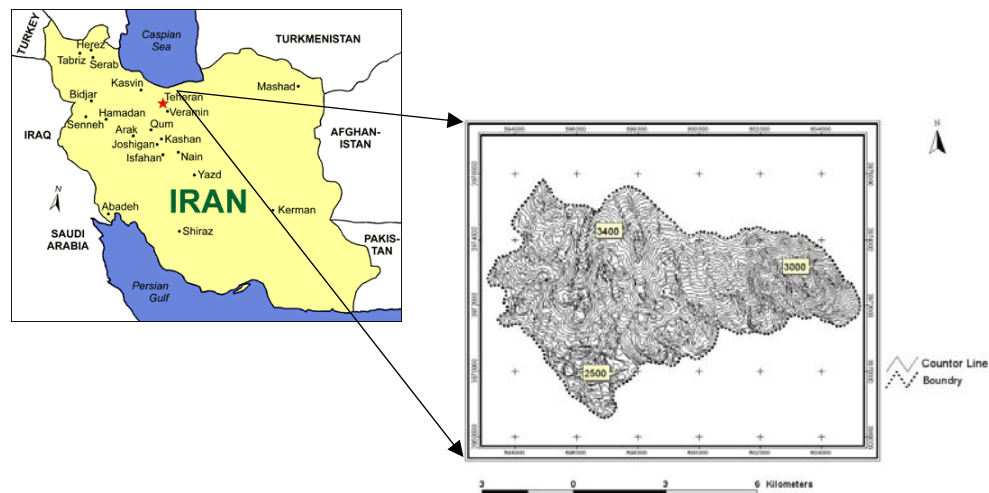 TURKEY
Caspian
Sea
TURKMENISTAN
Herez
Tabriz
Serab
Kasvin
Mashad
Bidjar
Teheran
Veramin
Hamadan
Senneh
Qum
Arak
IRAQ
AFGHAN-
ISTAN
Kashan
Joshigan
Isfahan
Nain
Yazd
N
IRAN
Abadeh
Kerman
SAUDI
ARABIA
Shiraz
PAKIS-
TAN
Persian
Gulf
N
3400
3000
2500
Countor Line
Boundry
3 0 3 6 Kilometers